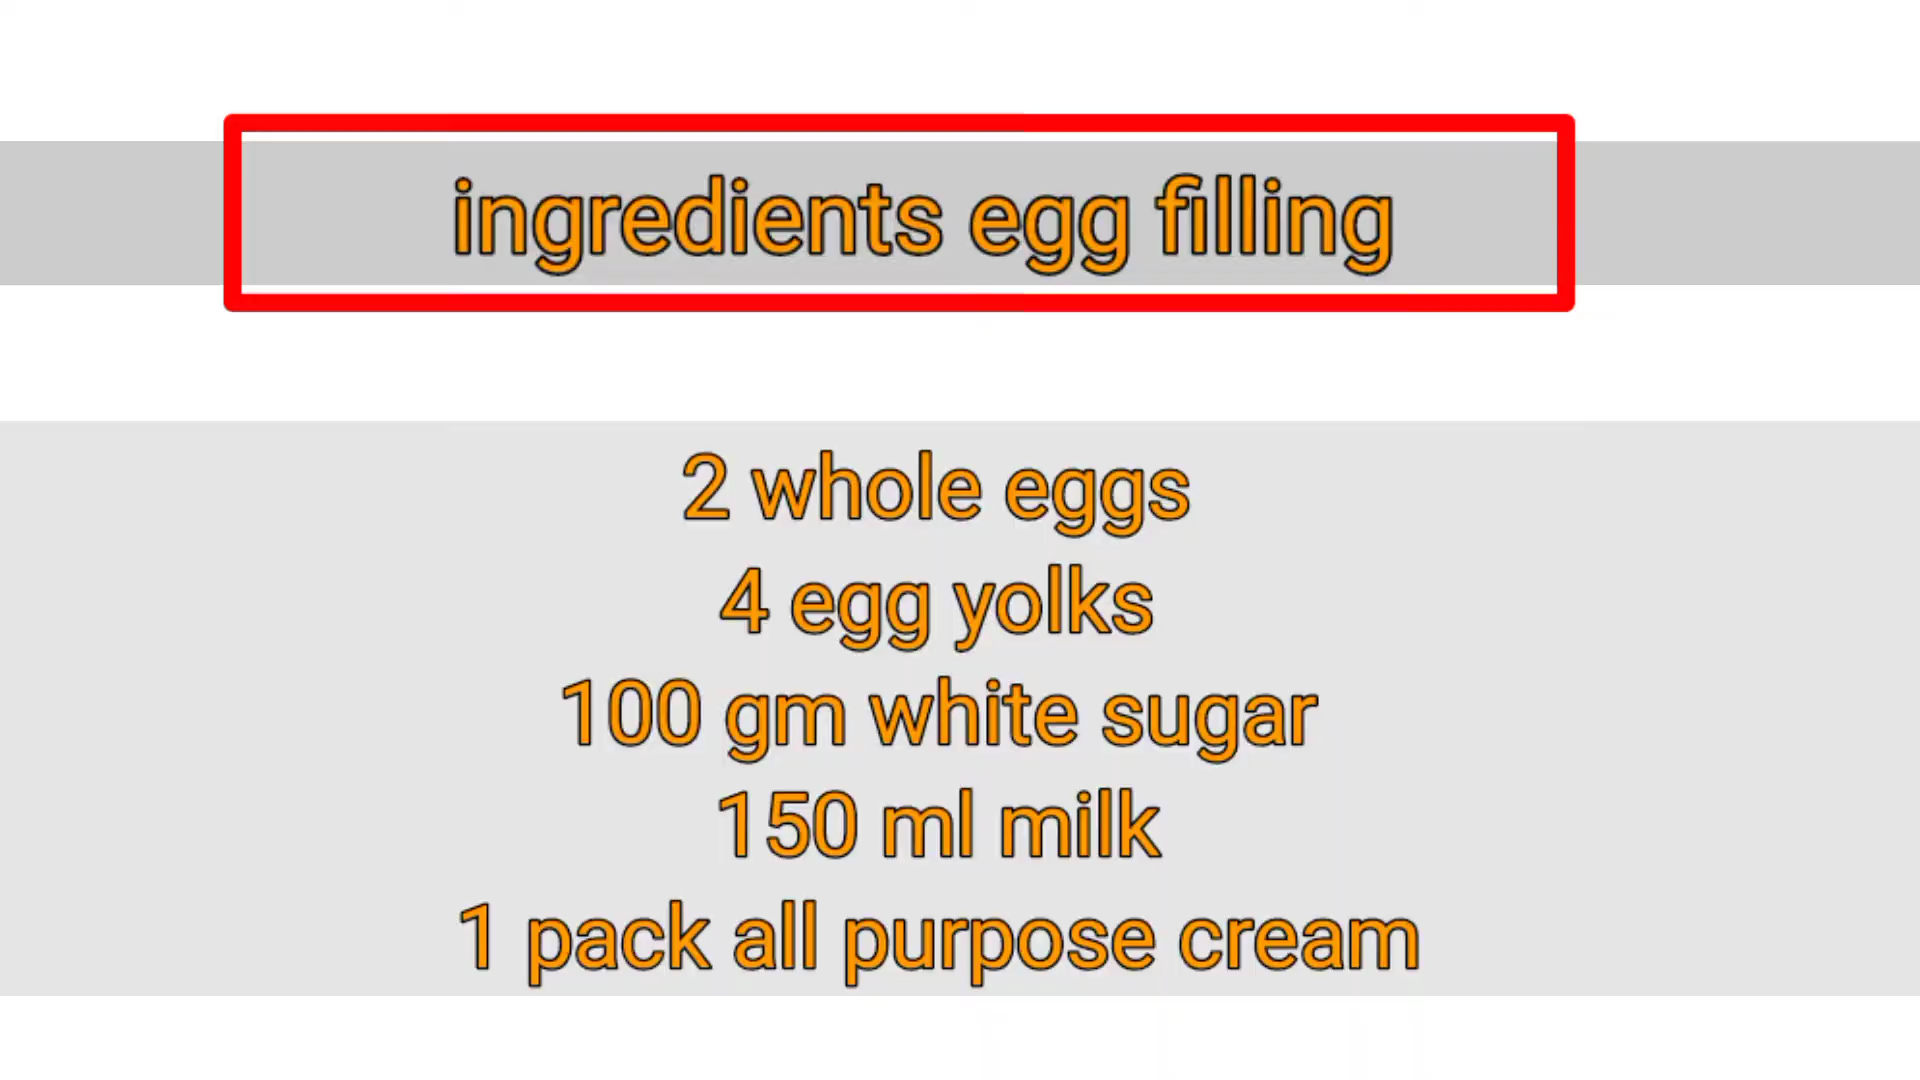 ingredients egg filling
2 whole eggs
4 egg yolks
100 gm white sugar
150 ml milk
1 pack all purpose cream